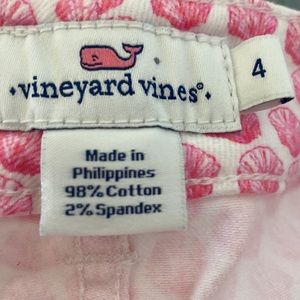 vineyard vines®
4
Made in
Philippines
98% Cotton
2% Spandex